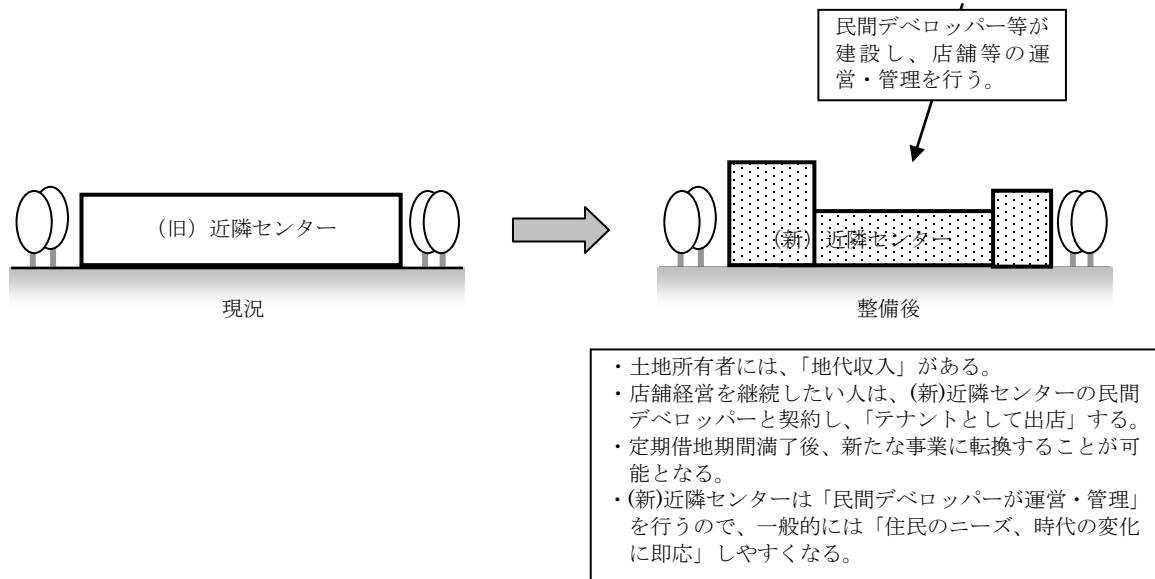 民間デベロッパー等が
建設し、店舗等の運
営・管理を行う。
（旧）近隣センター
（新）近隣センター
現況
整備後
・土地所有者には、「地代収入」がある。
・店舗経営を継続したい人は、(新)近隣センターの民間
デベロッパーと契約し、「テナントとして出店」する。
・定期借地期間満了後、新たな事業に転換することが可
能となる。
・(新)近隣センターは「民間デベロッパーが運営・管理」
を行うので、一般的には「住民のニーズ、時代の変化
に即応」しやすくなる。